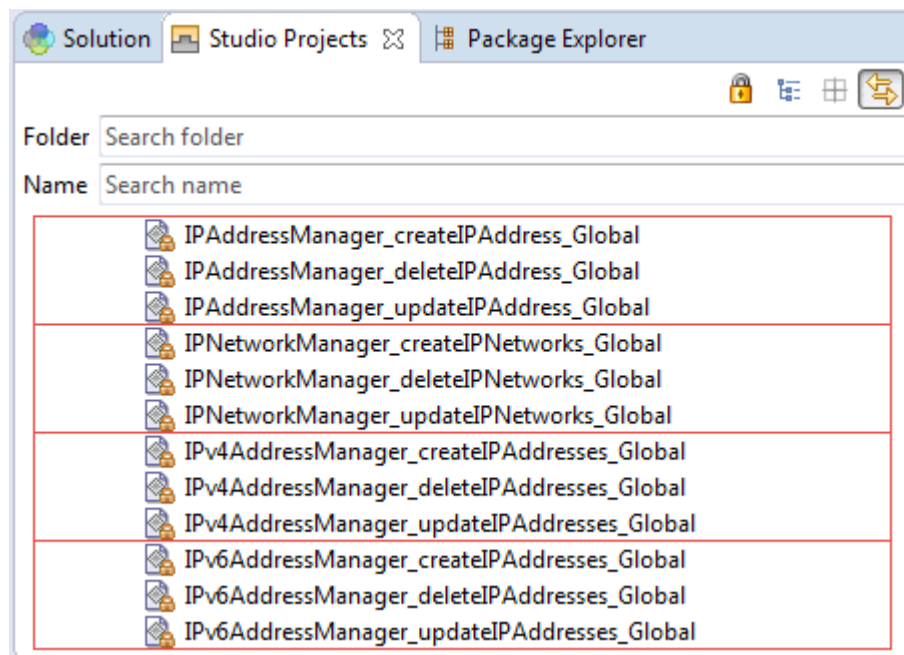 Solution Studio Projects Package Explorer
Folder Search folder
Name Search name
IPAddressManager_createIPAddress_Global
IPAddressManager_deleteIPAddress_Global
IPAddressManager_updateIPAddress_Global
IPNetworkManager_createIPNetworks_Global
IPNetworkManager_deleteIPNetworks_Global
IPNetworkManager_updateIPNetworks_Global
IPv4AddressManager_createIPAddresses_Global
IPv4AddressManager_deleteIPAddresses_Global
IPv4AddressManager_updateIPAddresses_Global
IPv6AddressManager_createIPAddresses_Global
IPv6AddressManager_deleteIPAddresses_Global
IPv6AddressManager_updateIPAddresses_Global